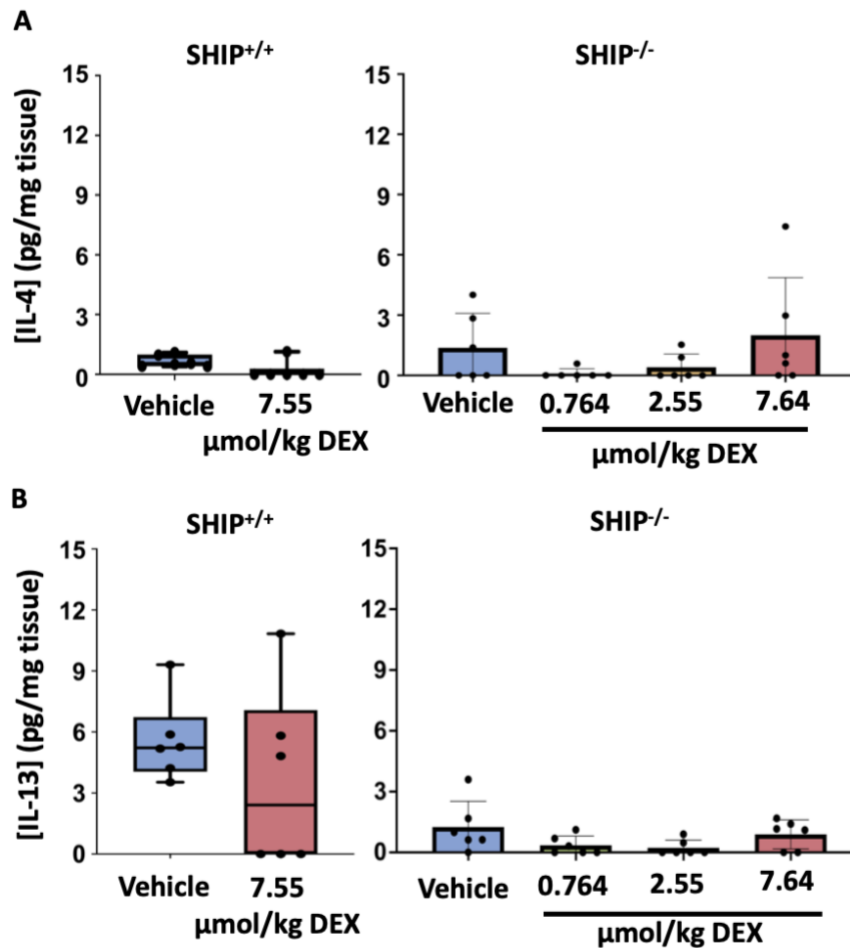 A
SHIP+/+
SHIP-/-
[IL-4] (pg/mg tissue)
15
12
9
6
3
0
15
12
9
6
3
0
Vehicle
7.55
μmol/kg DEX
Vehicle
0.764
2.55
7.64
μmol/kg DEX
B
SHIP+/+
SHIP-/-
[IL-13] (pg/mg tissue)
15
12
9
6
3
0
15
12
9
6
3
0
Vehicle
7.55
μmol/kg DEX
Vehicle
0.764
2.55
7.64
μmol/kg DEX